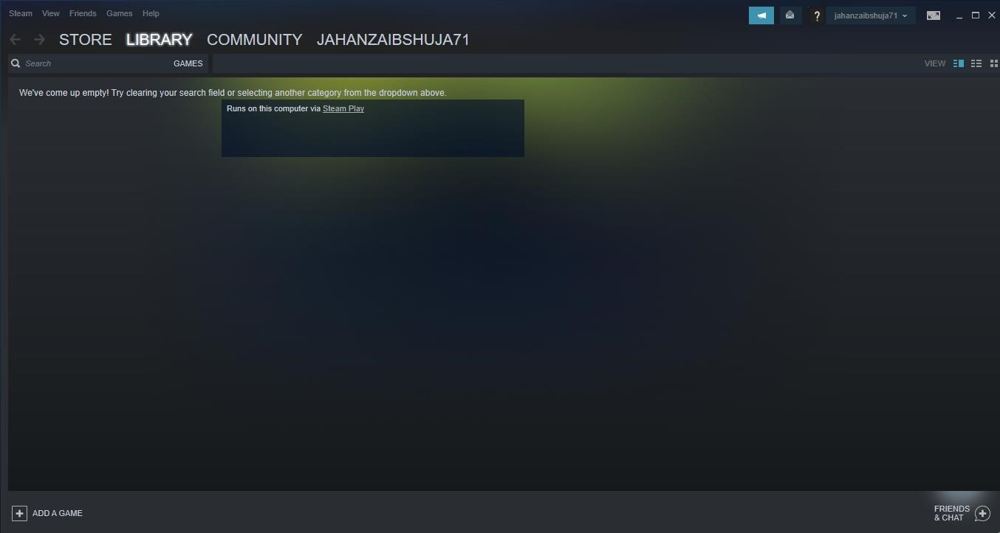 Steam View Friends Games Help
? jahanzaibshuja71
STORE LIBRARY COMMUNITY JAHANZAIBSHUJA71
Search GAMES VIEW
We've come up empty! Try clearing your search field or selecting another category from the dropdown above.
Runs on this computer via Steam Play
ADD A GAME
FRIENDS
& CHAT